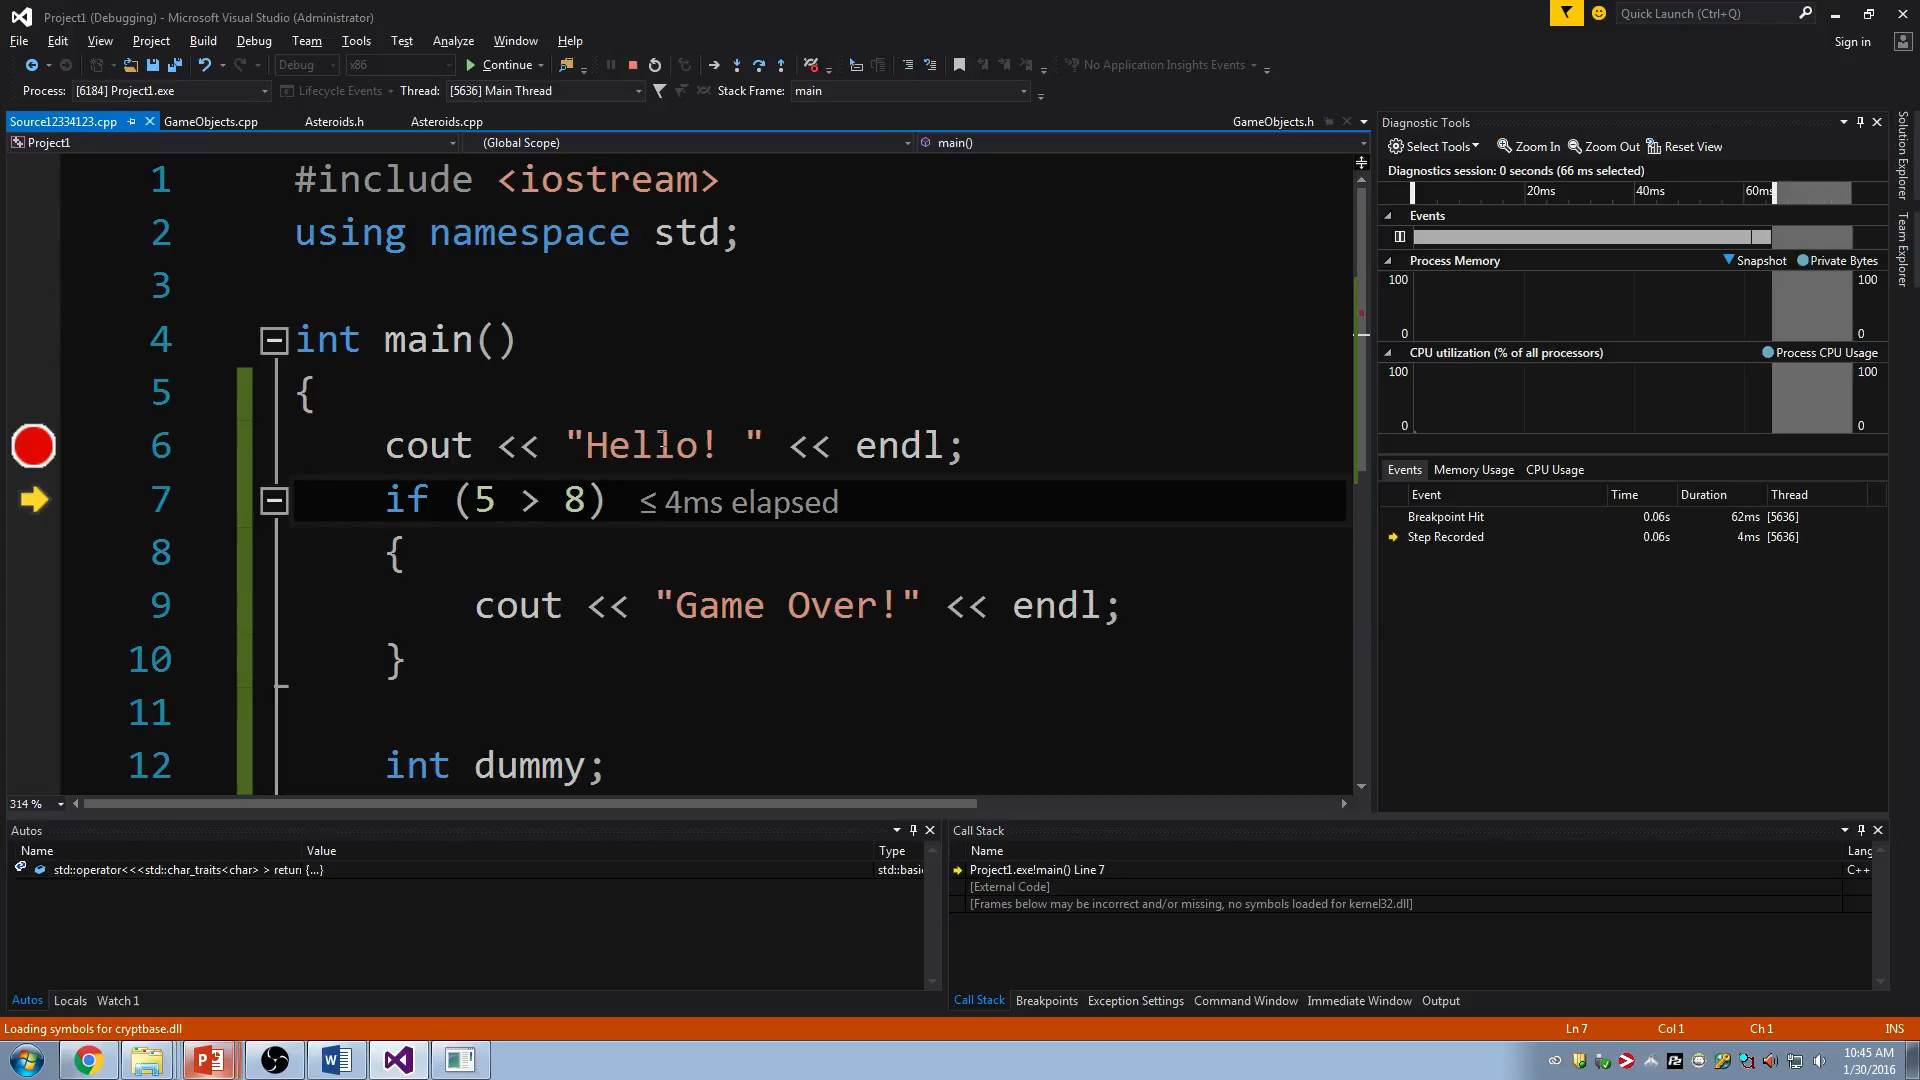 Project1 (Debugging) - Microsoft Visual Studio (Administrator)
Quick Launch (Ctrl+Q)
File Edit View Project Build Debug Team Tools Test Analyze Window Help
Sign in
Debug x86 Continue No Application Insights Events
Process: [6184] Project1.exe Lifecycle Events Thread: [5636] Main Thread Stack Frame: main
Source12334123.cpp GameObjects.cpp Asteroids.h Asteroids.cpp GameObjects.h
Project1 (Global Scope) main()
1 #include <iostream>
2 using namespace std;
3
4 int main()
5 {
6 cout << "Hello! " << endl;
7 if (5 > 8) ≤ 4ms elapsed
8 {
9 cout << "Game Over!" << endl;
10 }
11
12 int dummy;
314 %
Diagnostic Tools
Select Tools Zoom In Zoom Out Reset View
Diagnostics session: 0 seconds (66 ms selected)
20ms 40ms 60ms
Events
Process Memory Snapshot Private Bytes
100 100
0 0
CPU utilization (% of all processors) Process CPU Usage
100 100
0 0
Events Memory Usage CPU Usage
Event Time Duration Thread
Breakpoint Hit 0.06s 62ms [5636]
Step Recorded 0.06s 4ms [5636]
Solution Explorer
Team Explorer
Autos
Name Value Type
std::operator<<<std::char_traits<char> > return {...} std::basi
Autos Locals Watch 1
Call Stack
Name Lang
Project1.exe!main() Line 7 C++
[External Code]
[Frames below may be incorrect and/or missing, no symbols loaded for kernel32.dll]
Call Stack Breakpoints Exception Settings Command Window Immediate Window Output
Loading symbols for cryptbase.dll Ln 7 Col 1 Ch 1 INS
10:45 AM
1/30/2016